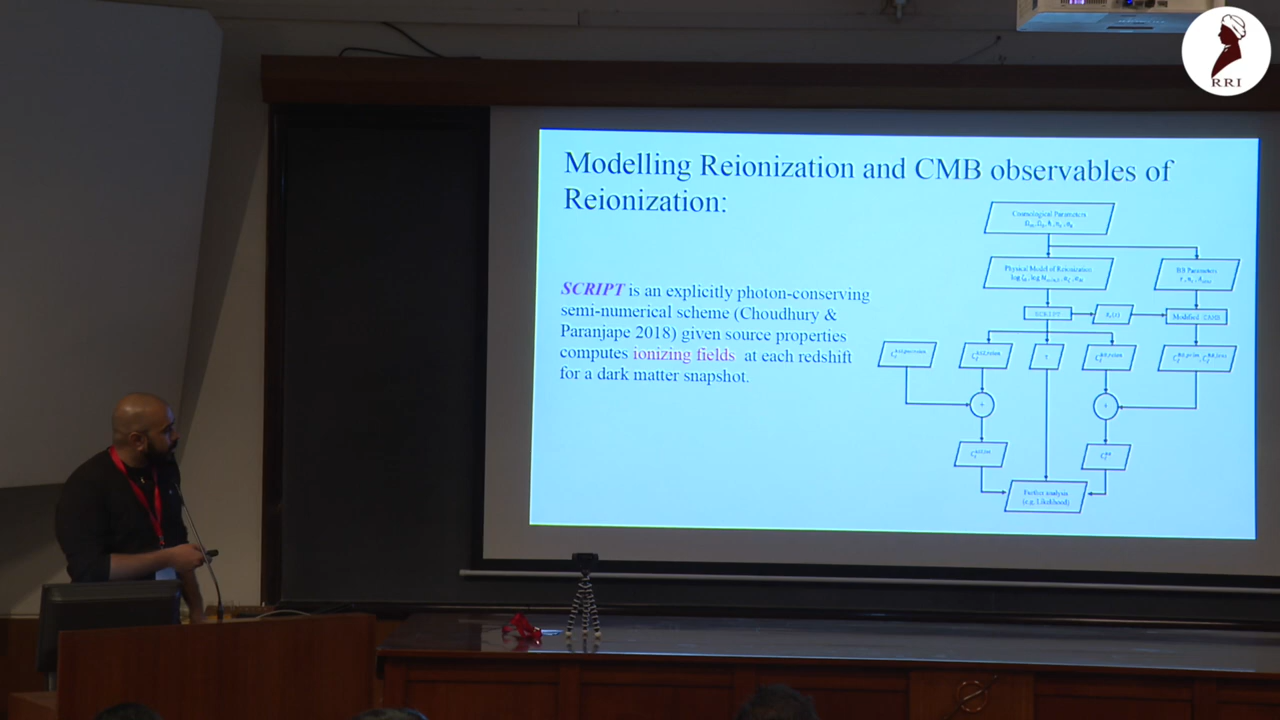 RRI
Modelling Reionization and CMB observables of
Reionization:
SCRIPT is an explicitly photon-conserving
semi-numerical scheme (Choudhury &
Paranjape 2018) given source properties
computes ionizing fields at each redshift
for a dark matter snapshot.
Cosmological Parameters
Physical Model of Reionization
BB Parameters
SCRIPT
Modified CAMB
τ
+
+
Further analysis
(e.g. Likelihood)